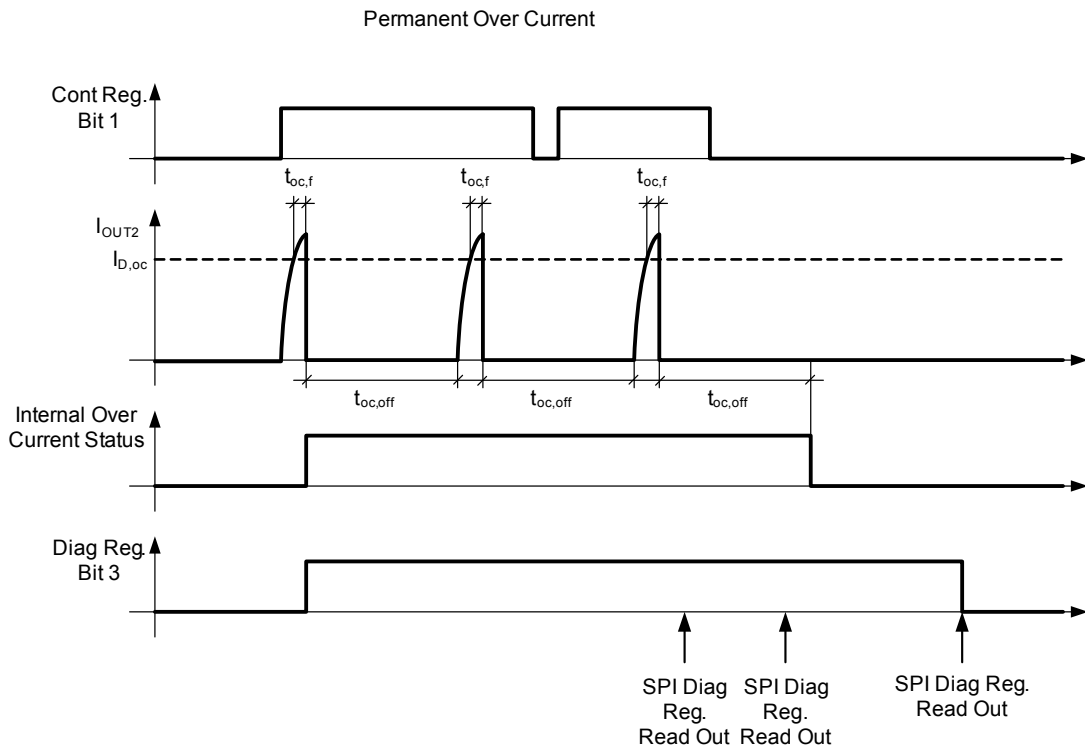 Permanent Over Current
Cont Reg.
Bit 1
toc,f
toc,f
toc,f
IOUT2
ID,oc
toc,off
toc,off
toc,off
Internal Over
Current Status
Diag Reg.
Bit 3
SPI Diag
Reg.
Read Out
SPI Diag
Reg.
Read Out
SPI Diag Reg.
Read Out